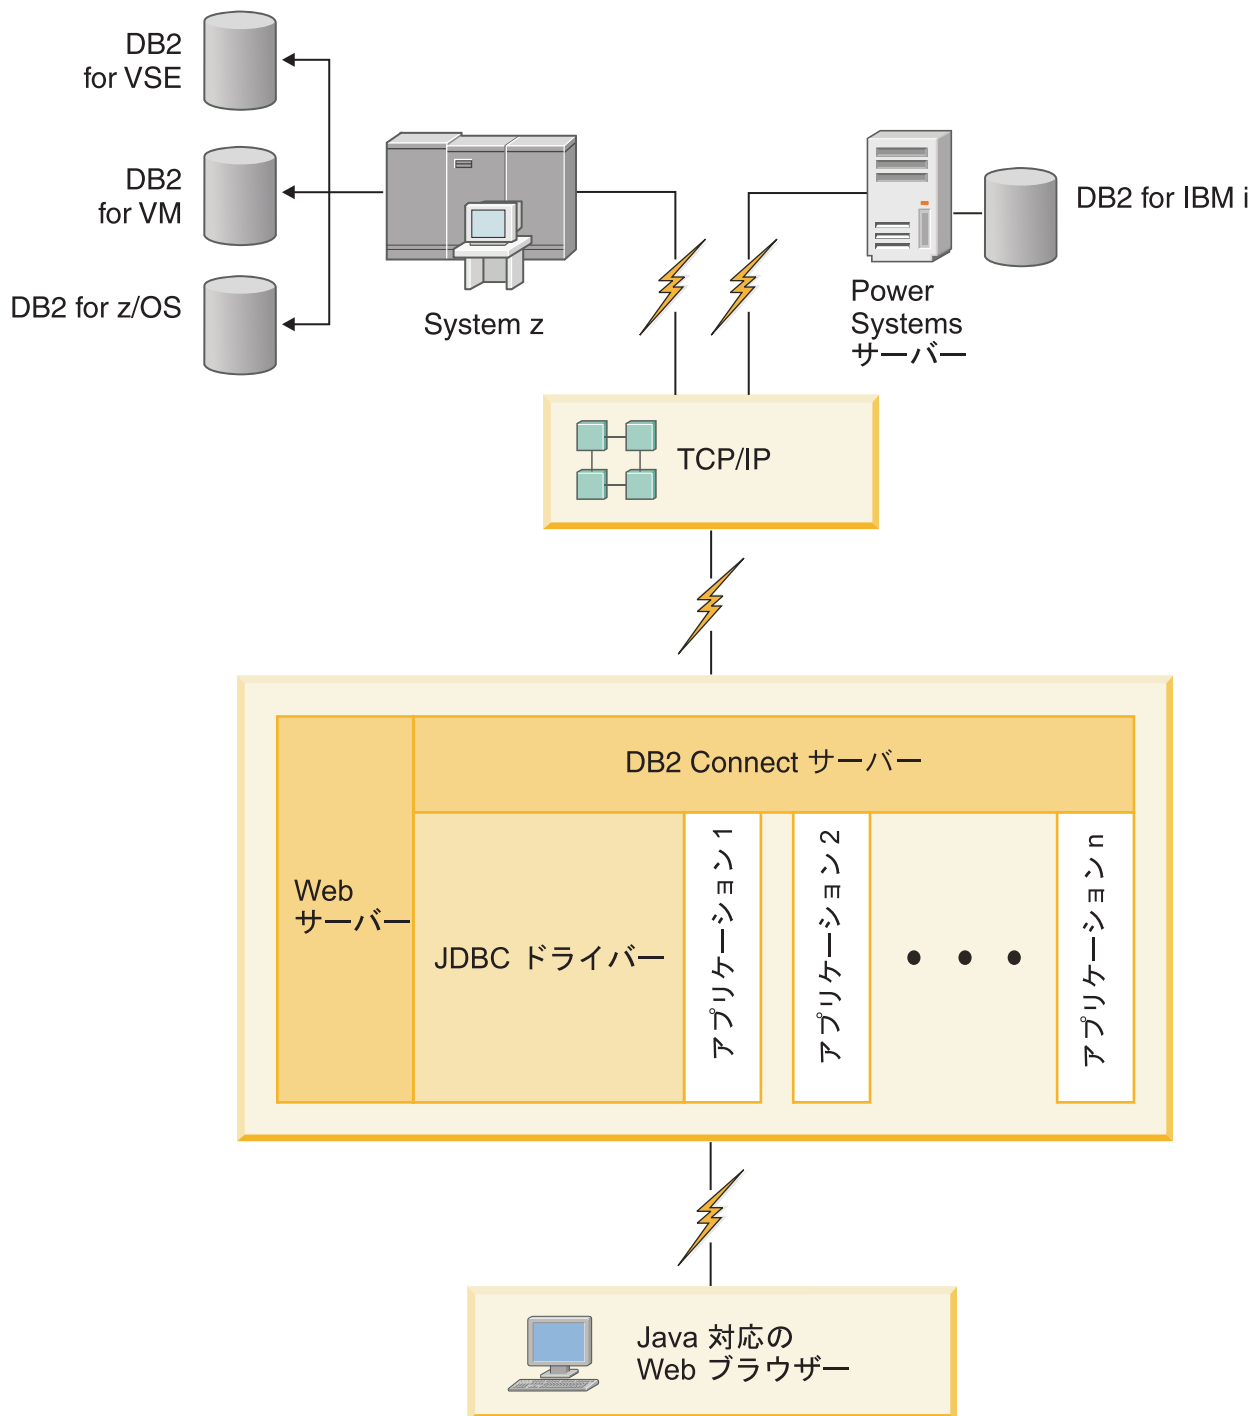 DB2
for VSE
DB2
for VM
DB2 for z/OS
System z
Power
Systems
サーバー
DB2 for IBM i
TCP/IP
DB2 Connect サーバー
Web
サーバー
JDBC ドライバー
アプリケーション 1
アプリケーション 2
アプリケーション n
Java 対応の
Web ブラウザー